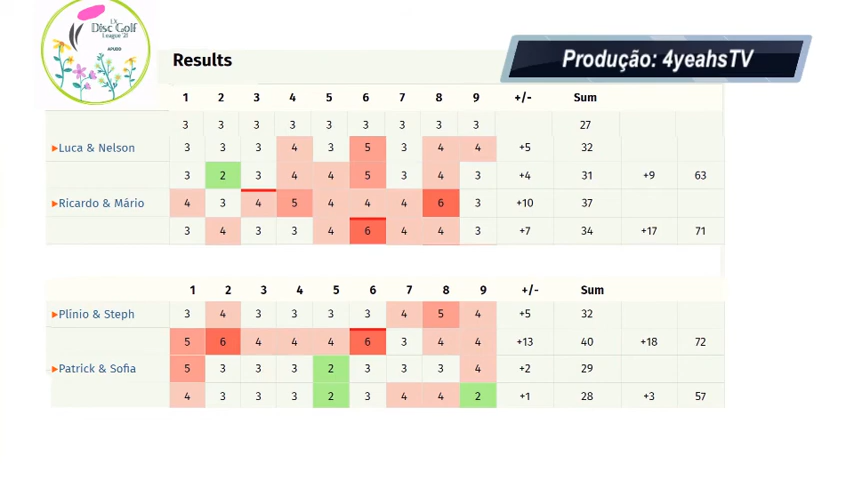 LX
Disc Golf
League '21
Results
Produção: 4yeahsTV
1 2 3 4 5 6 7 8 9 +/- Sum
3 3 3 3 3 3 3 3 3 27
Luca & Nelson 3 3 3 4 3 5 3 4 4 +5 32
3 2 3 4 4 5 3 4 3 +4 31 +9 63
Ricardo & Mário 4 3 4 5 4 4 4 6 3 +10 37
3 4 3 3 4 6 4 4 3 +7 34 +17 71
1 2 3 4 5 6 7 8 9 +/- Sum
Plínio & Steph 3 4 3 3 3 3 4 5 4 +5 32
5 6 4 4 4 6 3 4 4 +13 40 +18 72
Patrick & Sofia 5 3 3 3 2 3 3 3 4 +2 29
4 3 3 3 2 3 4 4 2 +1 28 +3 57